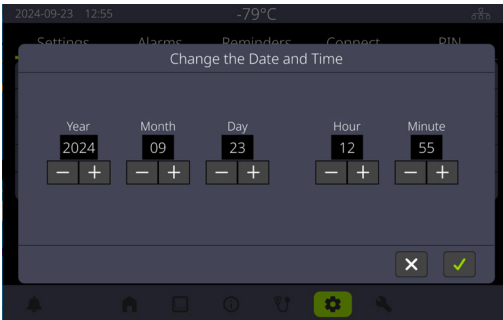 2024-09-23 12:55 -79°C
Settings Alarms Reminders Connect PIN
Change the Date and Time
Year Month Day Hour Minute
2024 09 23 12 55
− + − + − + − + − +